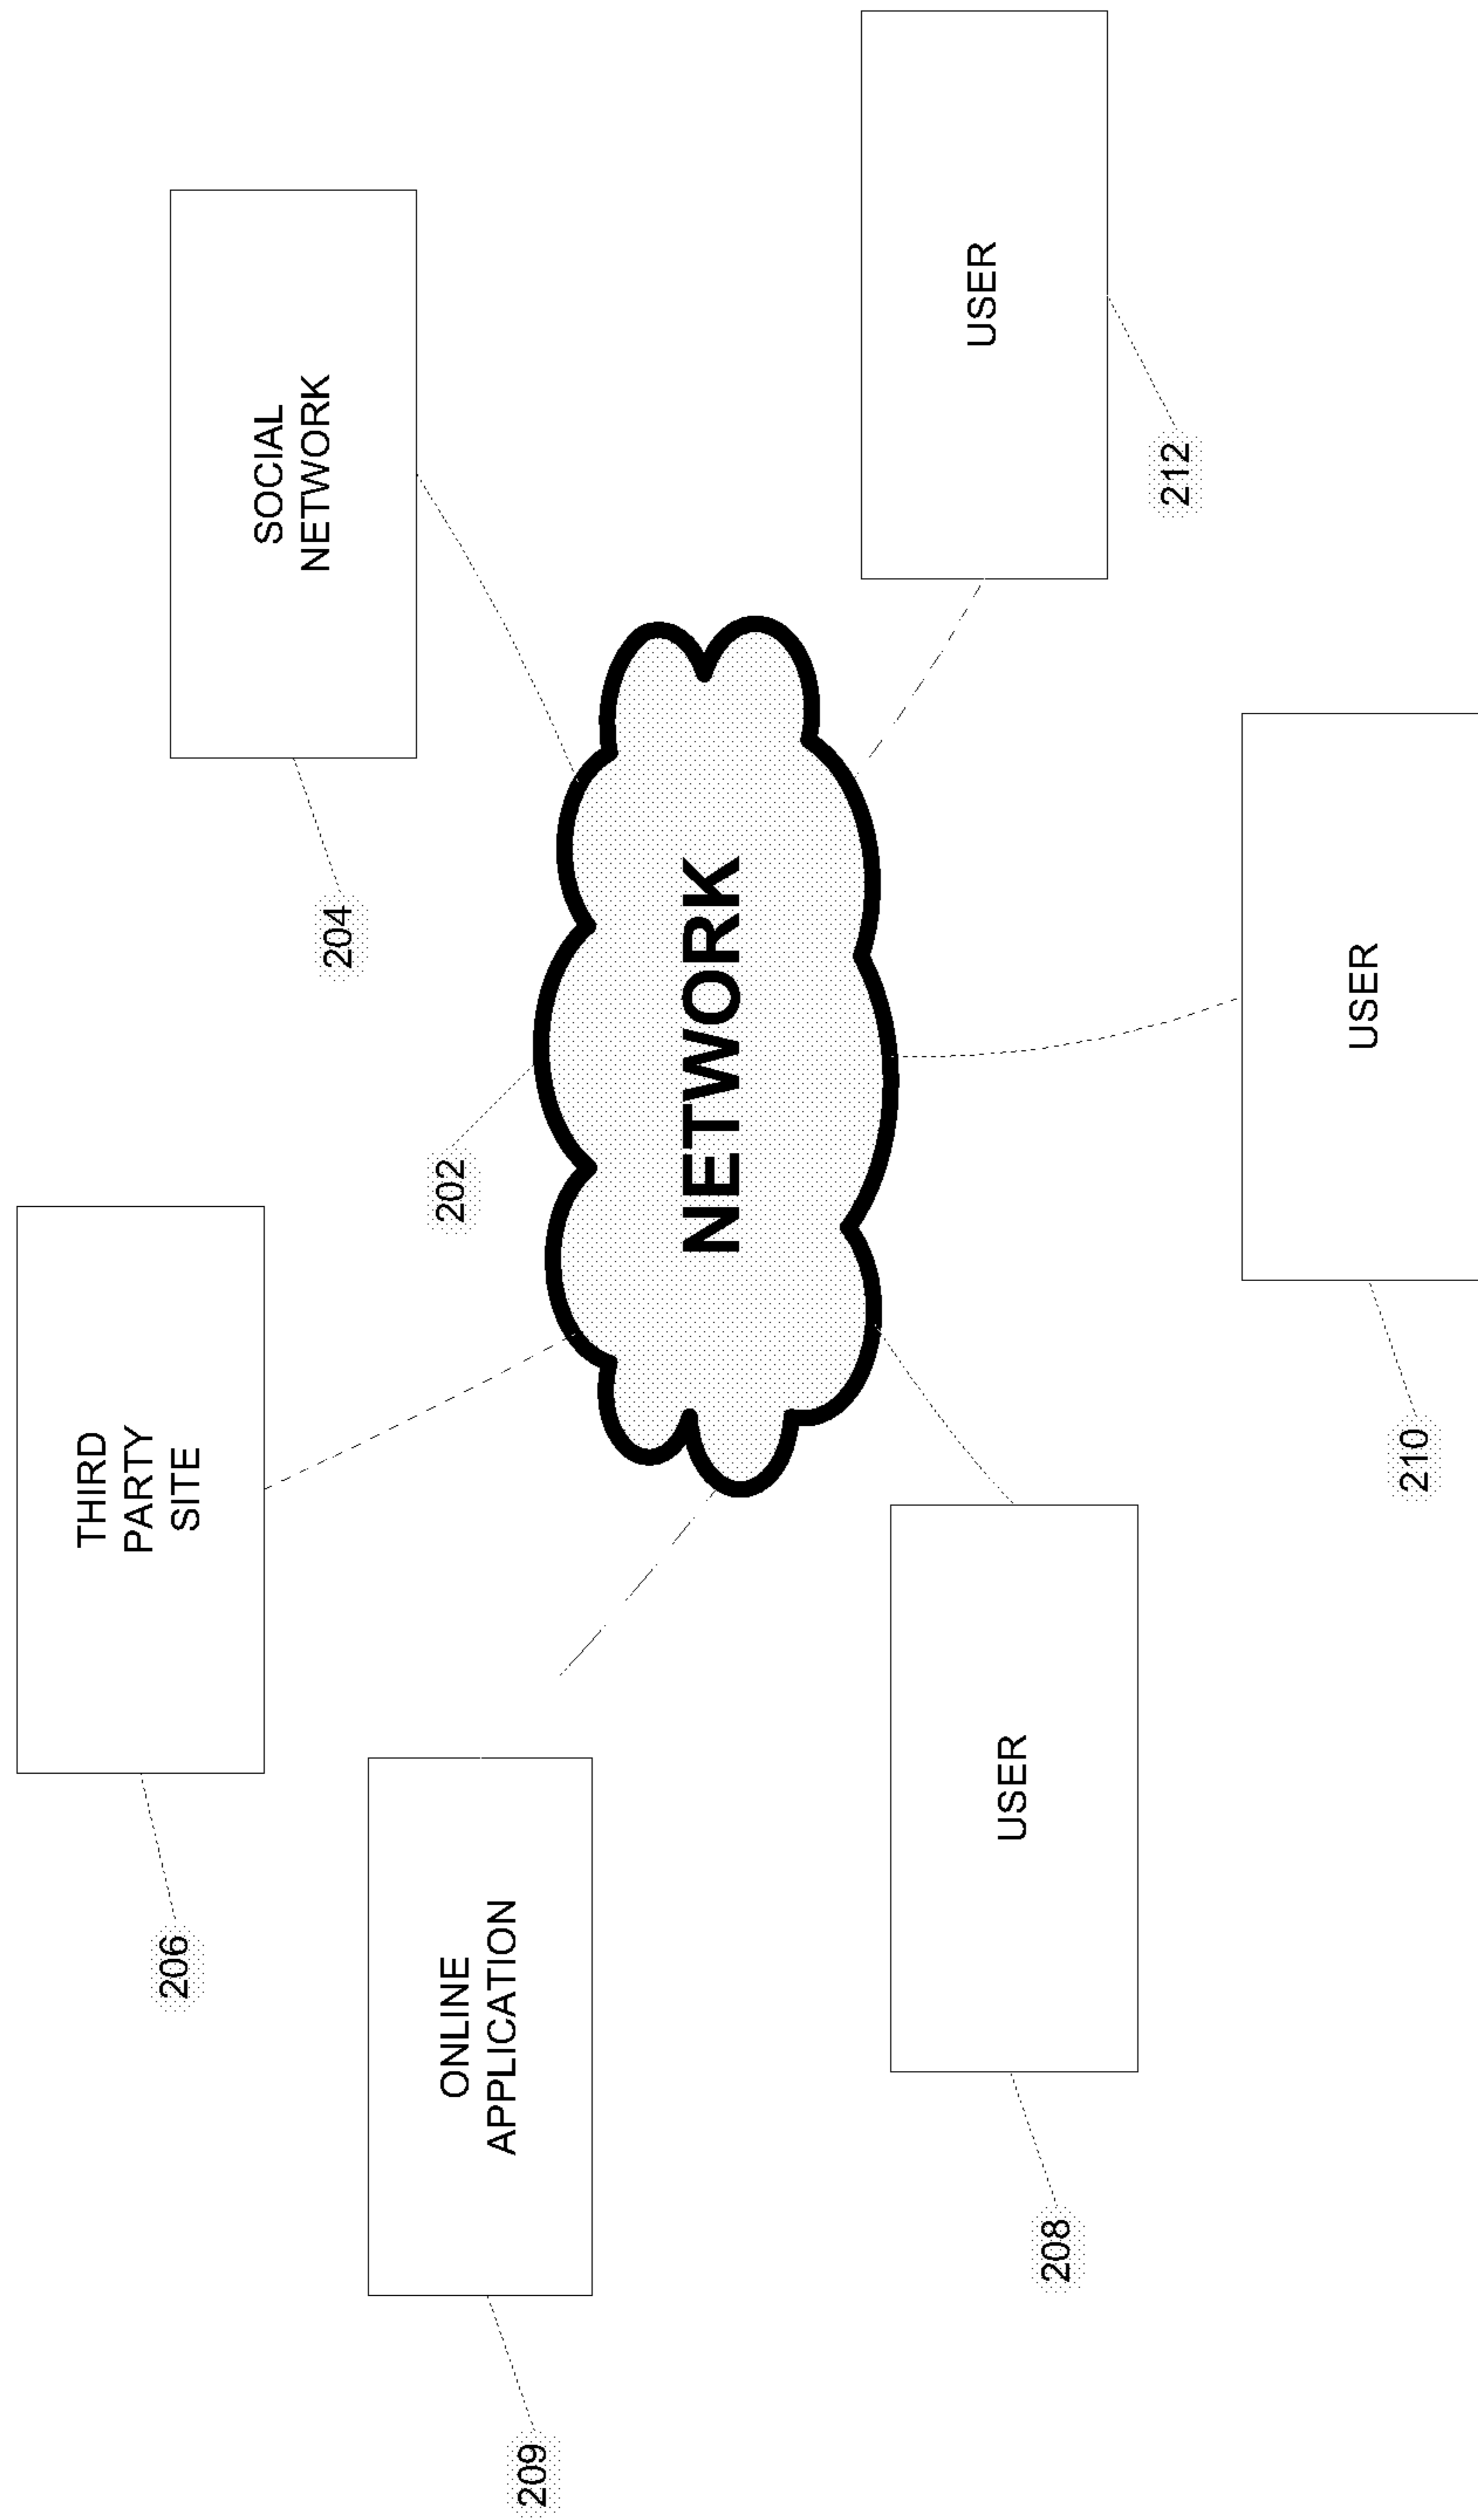 THIRD
PARTY
SITE
206
SOCIAL
NETWORK
204
202
ONLINE
APPLICATION
209
NETWORK
USER
212
USER
208
USER
210